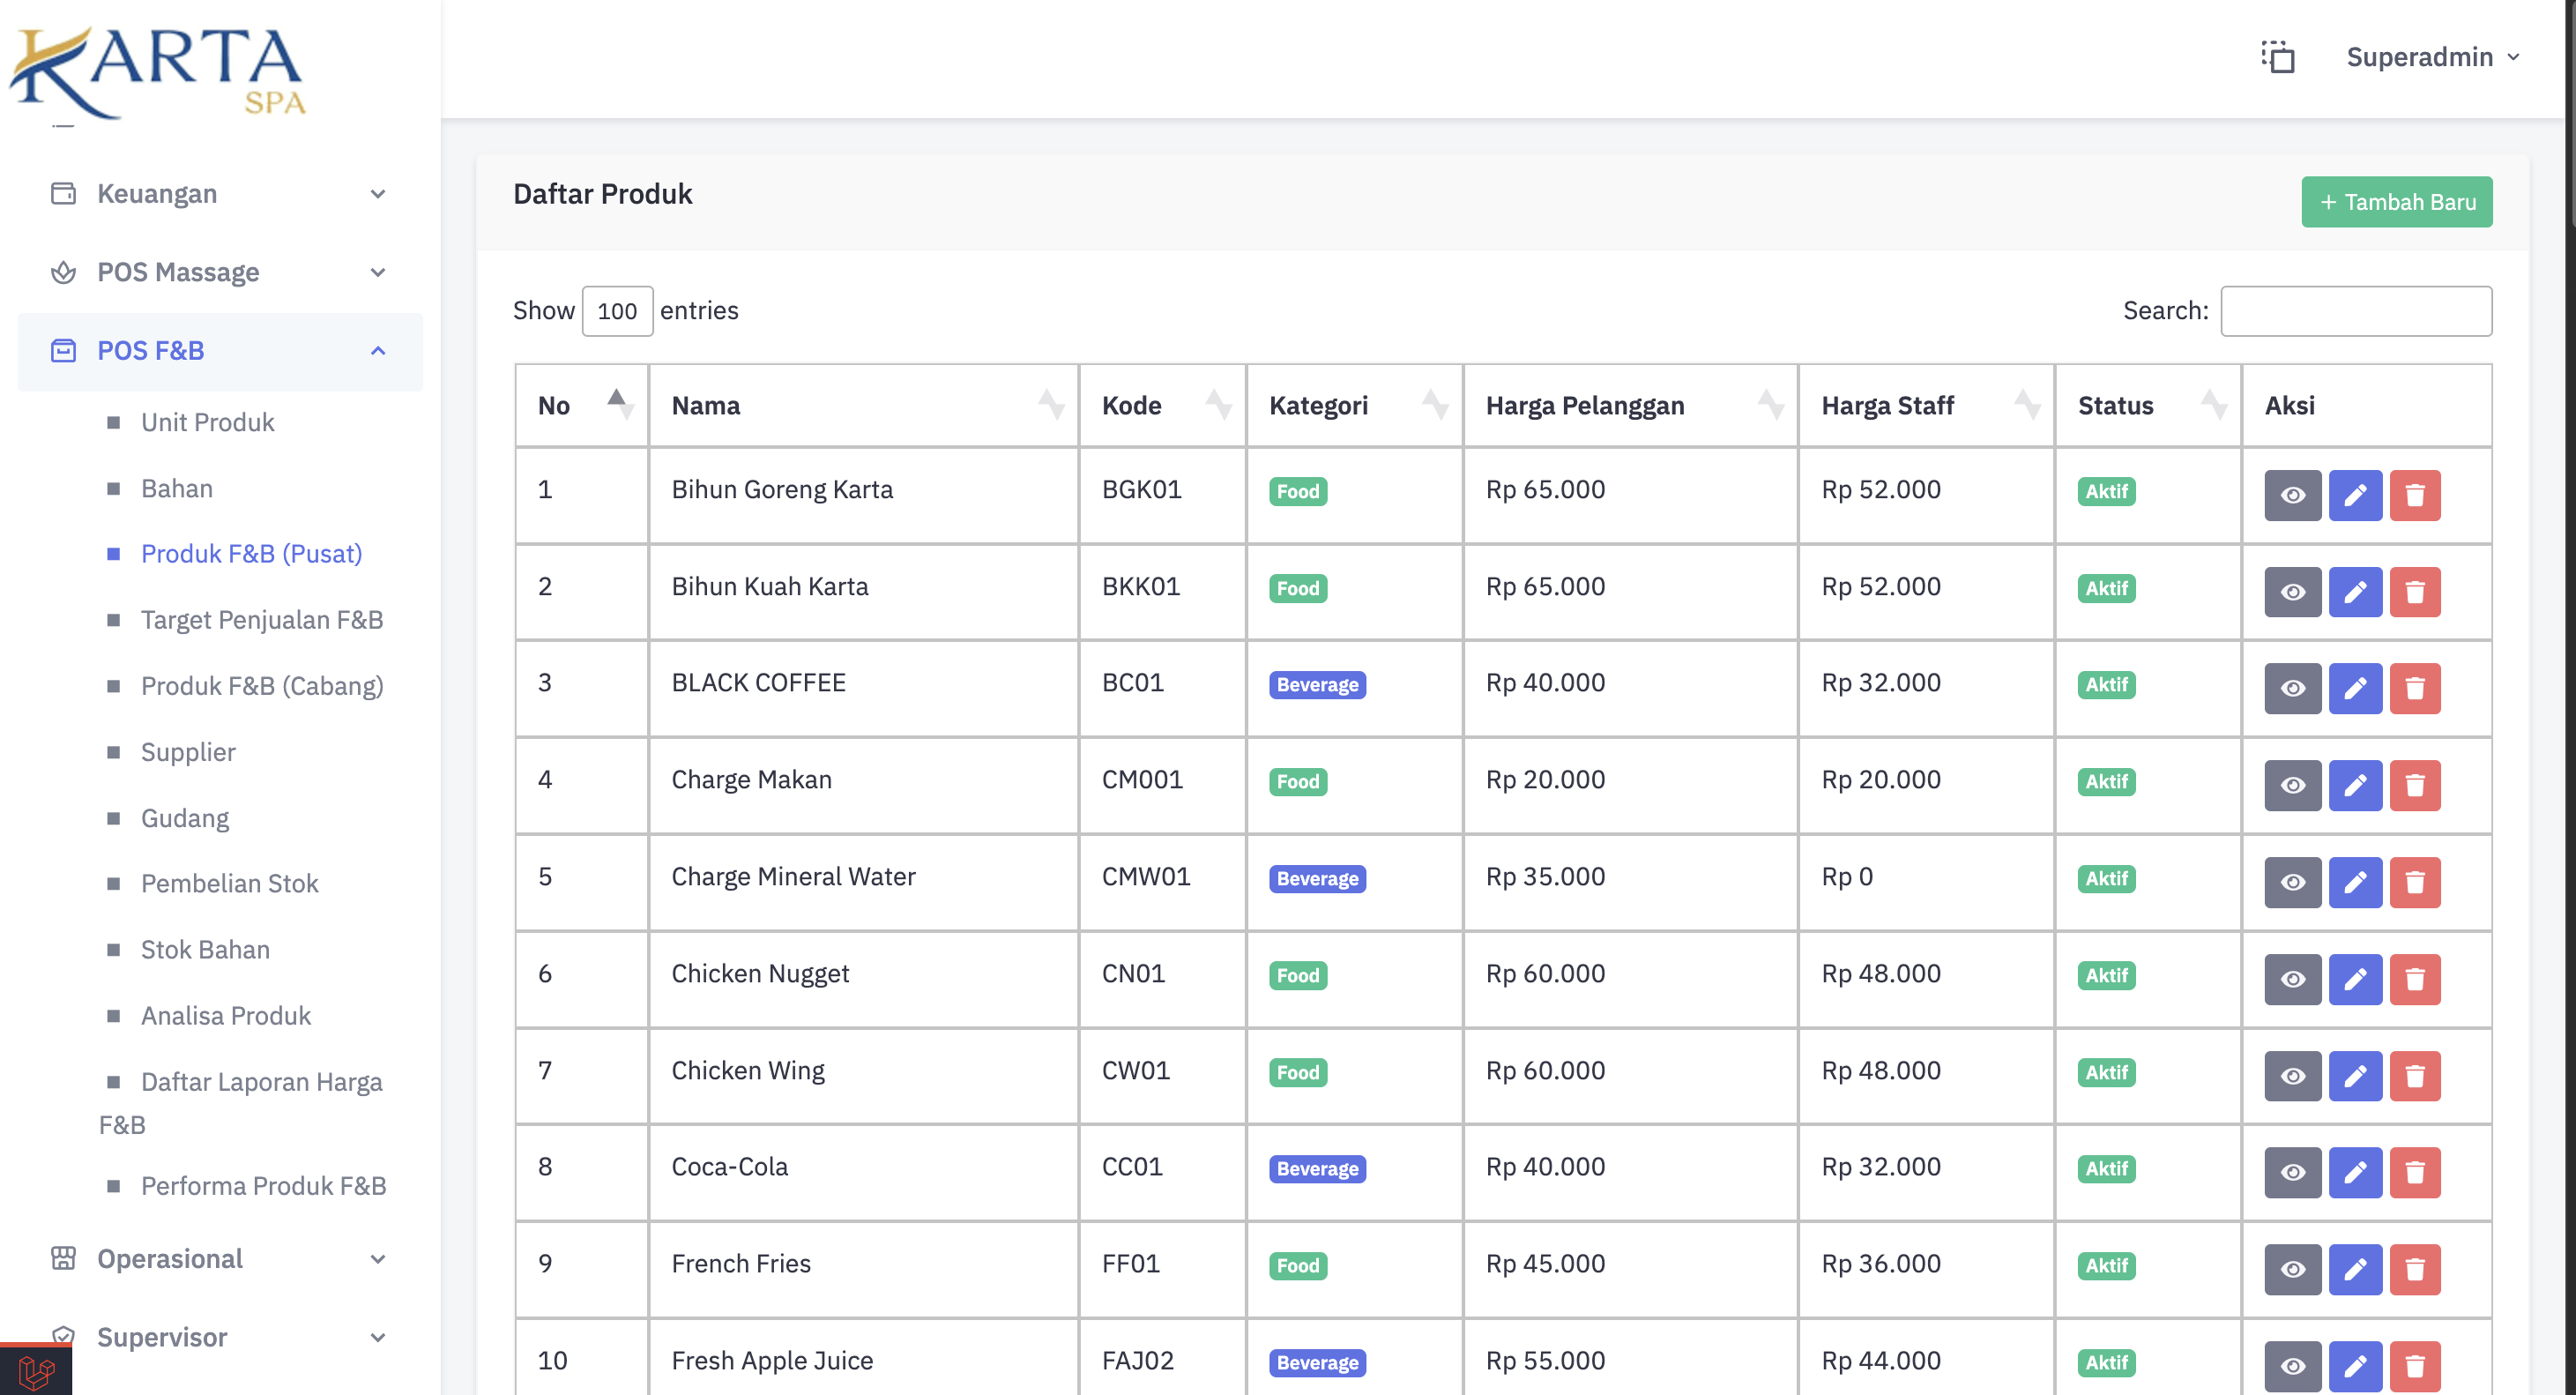 KARTA
SPA
Superadmin
Keuangan
POS Massage
POS F&B
Unit Produk
Bahan
Produk F&B (Pusat)
Target Penjualan F&B
Produk F&B (Cabang)
Supplier
Gudang
Pembelian Stok
Stok Bahan
Analisa Produk
Daftar Laporan Harga
F&B
Performa Produk F&B
Operasional
Supervisor
Daftar Produk
+ Tambah Baru
Show 100 entries Search:
No Nama Kode Kategori Harga Pelanggan Harga Staff Status Aksi
1 Bihun Goreng Karta BGK01 Food Rp 65.000 Rp 52.000 Aktif
2 Bihun Kuah Karta BKK01 Food Rp 65.000 Rp 52.000 Aktif
3 BLACK COFFEE BC01 Beverage Rp 40.000 Rp 32.000 Aktif
4 Charge Makan CM001 Food Rp 20.000 Rp 20.000 Aktif
5 Charge Mineral Water CMW01 Beverage Rp 35.000 Rp 0 Aktif
6 Chicken Nugget CN01 Food Rp 60.000 Rp 48.000 Aktif
7 Chicken Wing CW01 Food Rp 60.000 Rp 48.000 Aktif
8 Coca-Cola CC01 Beverage Rp 40.000 Rp 32.000 Aktif
9 French Fries FF01 Food Rp 45.000 Rp 36.000 Aktif
10 Fresh Apple Juice FAJ02 Beverage Rp 55.000 Rp 44.000 Aktif